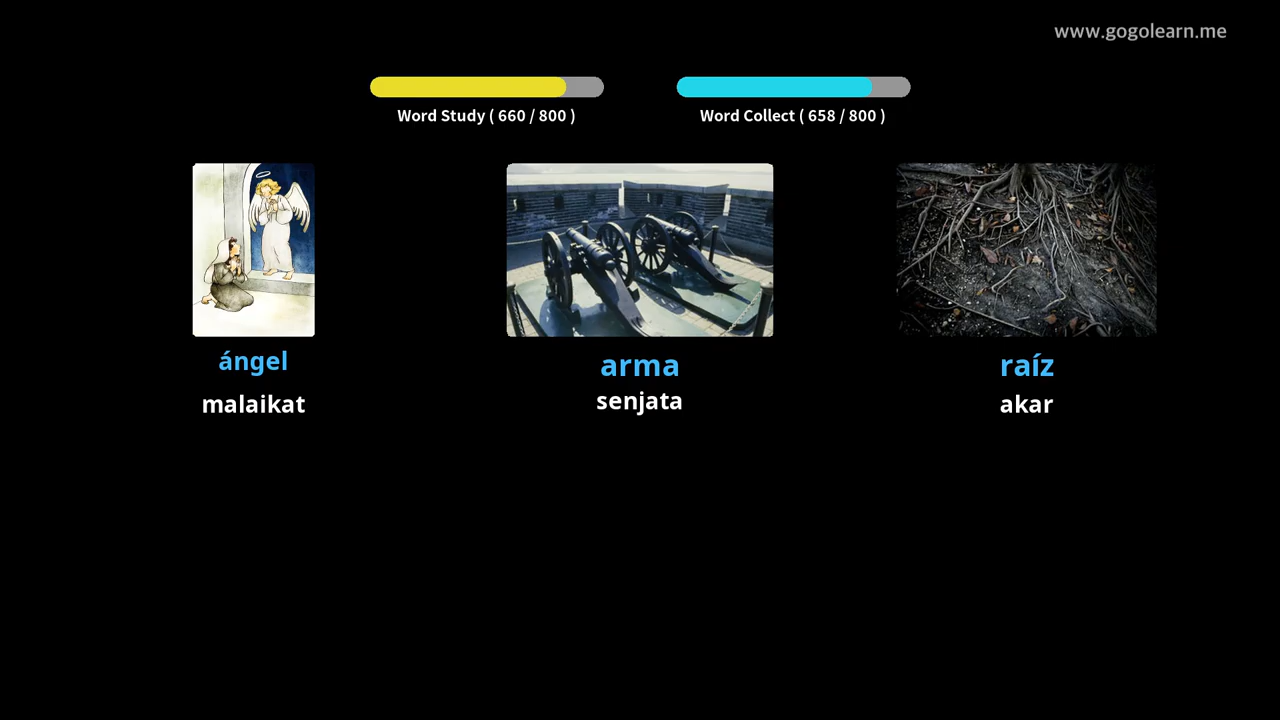 www.gogolearn.me
Word Study ( 660 / 800 )
Word Collect ( 658 / 800 )
ángel
arma
raíz
malaikat
senjata
akar